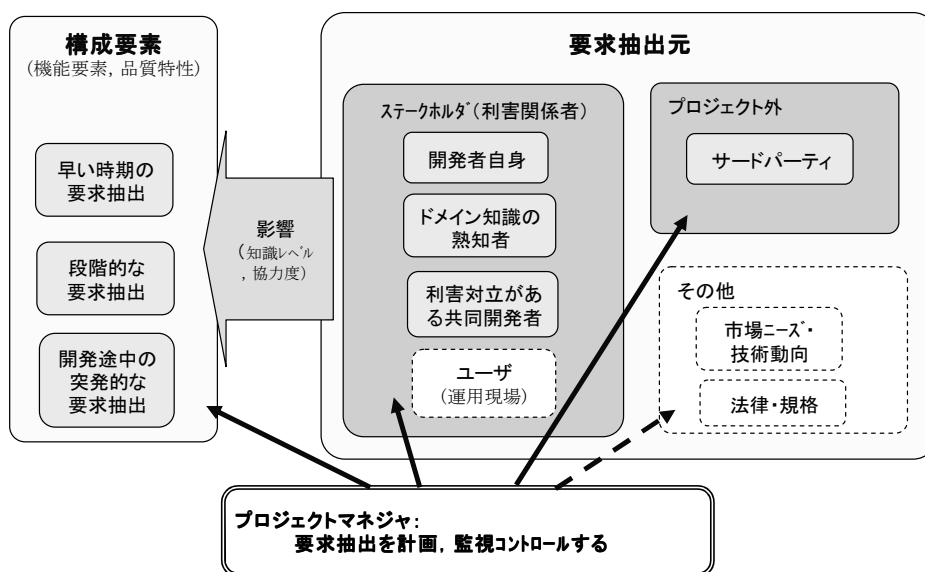 構成要素
(機能要素, 品質特性)
早い時期の
要求抽出
段階的な
要求抽出
開発途中の
突発的な
要求抽出
影響
(知識ﾚﾍﾞﾙ
, 協力度)
要求抽出元
ｽﾃｰｸﾎﾙﾀﾞ(利害関係者)
開発者自身
ドメイン知識の
熟知者
利害対立があ
る共同開発者
ユーザ
(運用現場)
プロジェクト外
サードパーティ
その他
市場ﾆｰｽﾞ・
技術動向
法律・規格
プロジェクトマネジャ:
要求抽出を計画, 監視ｺﾝﾄﾛｰﾙする